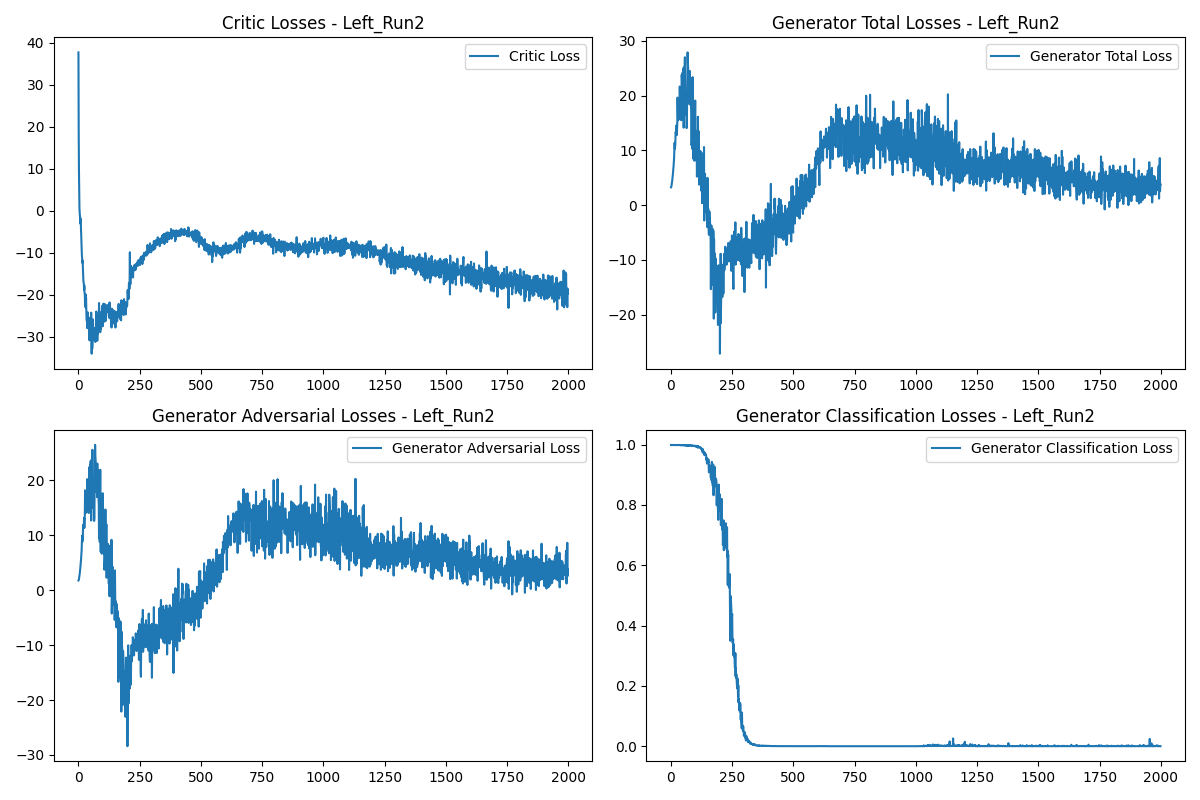 Critic Losses - Left_Run2
Critic Loss
40
30
20
10
0
−10
−20
−30
0 250 500 750 1000 1250 1500 1750 2000
Generator Total Losses - Left_Run2
Generator Total Loss
30
20
10
0
−10
−20
0 250 500 750 1000 1250 1500 1750 2000
Generator Adversarial Losses - Left_Run2
Generator Adversarial Loss
20
10
0
−10
−20
−30
0 250 500 750 1000 1250 1500 1750 2000
Generator Classification Losses - Left_Run2
Generator Classification Loss
1.0
0.8
0.6
0.4
0.2
0.0
0 250 500 750 1000 1250 1500 1750 2000